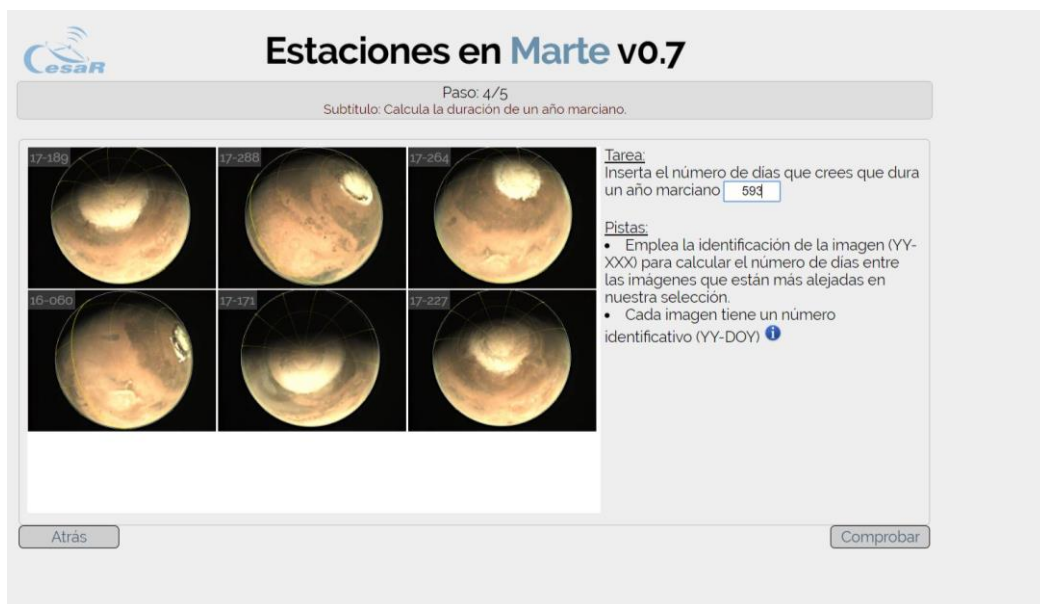 CesaR
Estaciones en Marte v0.7
Paso: 4/5
Subtitulo: Calcula la duración de un año marciano.
17-189
17-288
17-264
16-060
17-171
17-227
Tarea:
Inserta el número de días que crees que dura
un año marciano 593
Pistas:
• Emplea la identificación de la imagen (YY-
XXX) para calcular el número de días entre
las imágenes que están más alejadas en
nuestra selección.
• Cada imagen tiene un número
identificativo (YY-DOY) i
Atrás
Comprobar